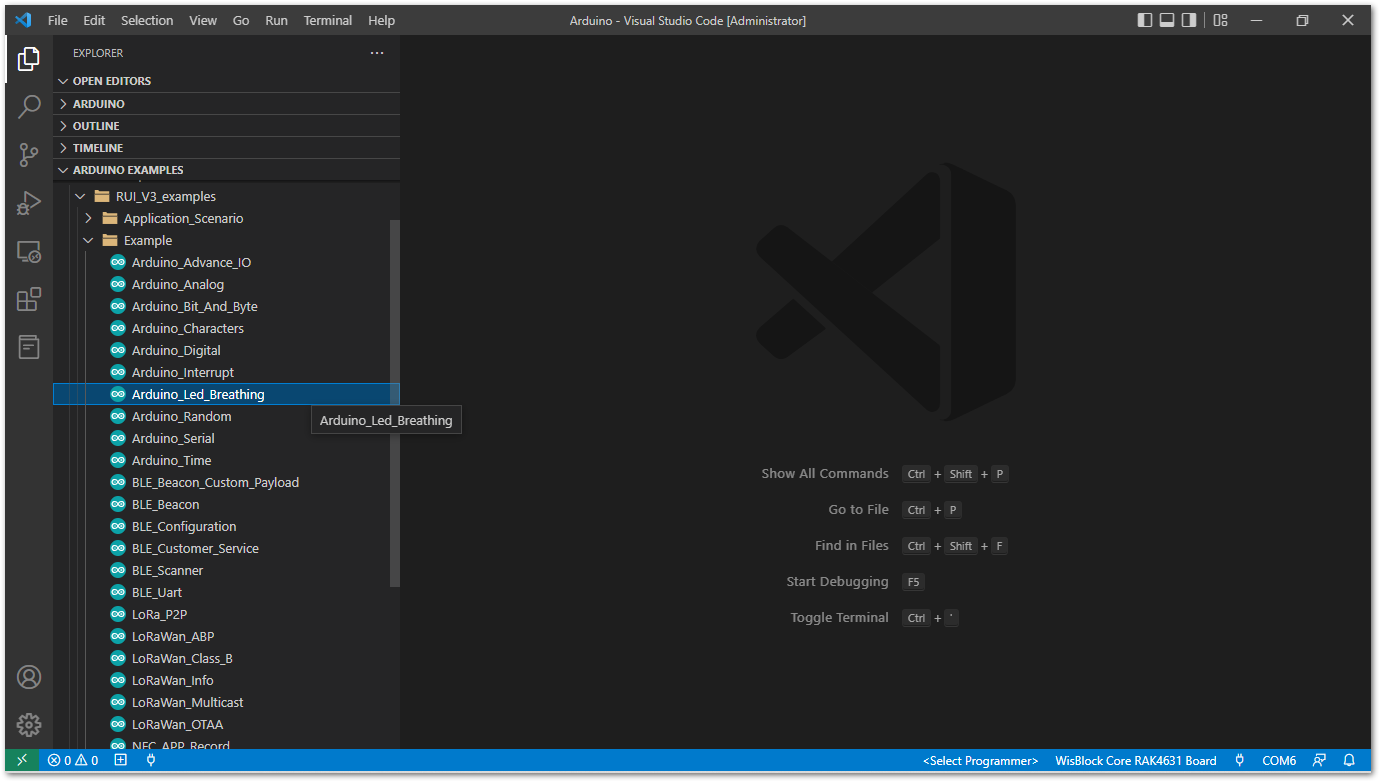 File Edit Selection View Go Run Terminal Help
Arduino - Visual Studio Code [Administrator]
EXPLORER
OPEN EDITORS
ARDUINO
OUTLINE
TIMELINE
ARDUINO EXAMPLES
RUI_V3_examples
Application_Scenario
Example
Arduino_Advance_IO
Arduino_Analog
Arduino_Bit_And_Byte
Arduino_Characters
Arduino_Digital
Arduino_Interrupt
Arduino_Led_Breathing
Arduino_Random
Arduino_Led_Breathing
Arduino_Serial
Arduino_Time
BLE_Beacon_Custom_Payload
BLE_Beacon
BLE_Configuration
BLE_Customer_Service
BLE_Scanner
BLE_Uart
LoRa_P2P
LoRaWan_ABP
LoRaWan_Class_B
LoRaWan_Info
LoRaWan_Multicast
LoRaWan_OTAA
NFC_APP_Record
Show All Commands Ctrl + Shift + P
Go to File Ctrl + P
Find in Files Ctrl + Shift + F
Start Debugging F5
Toggle Terminal Ctrl + `
0 0
<Select Programmer> WisBlock Core RAK4631 Board COM6